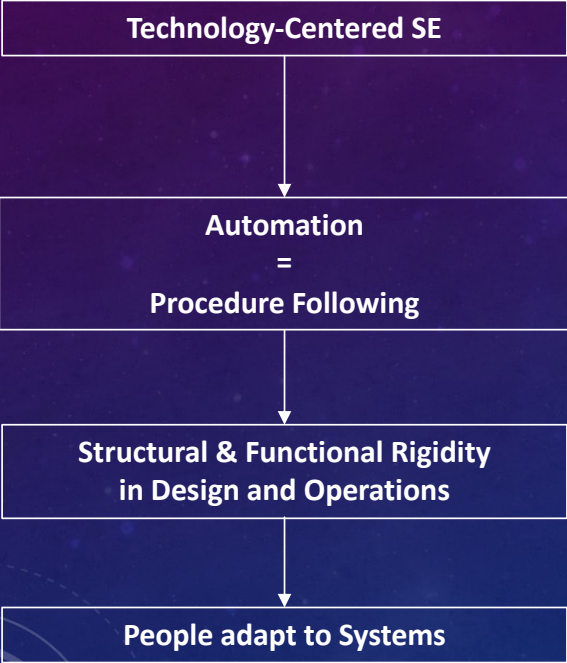 Technology-Centered SE
Automation
=
Procedure Following
Structural & Functional Rigidity
in Design and Operations
People adapt to Systems